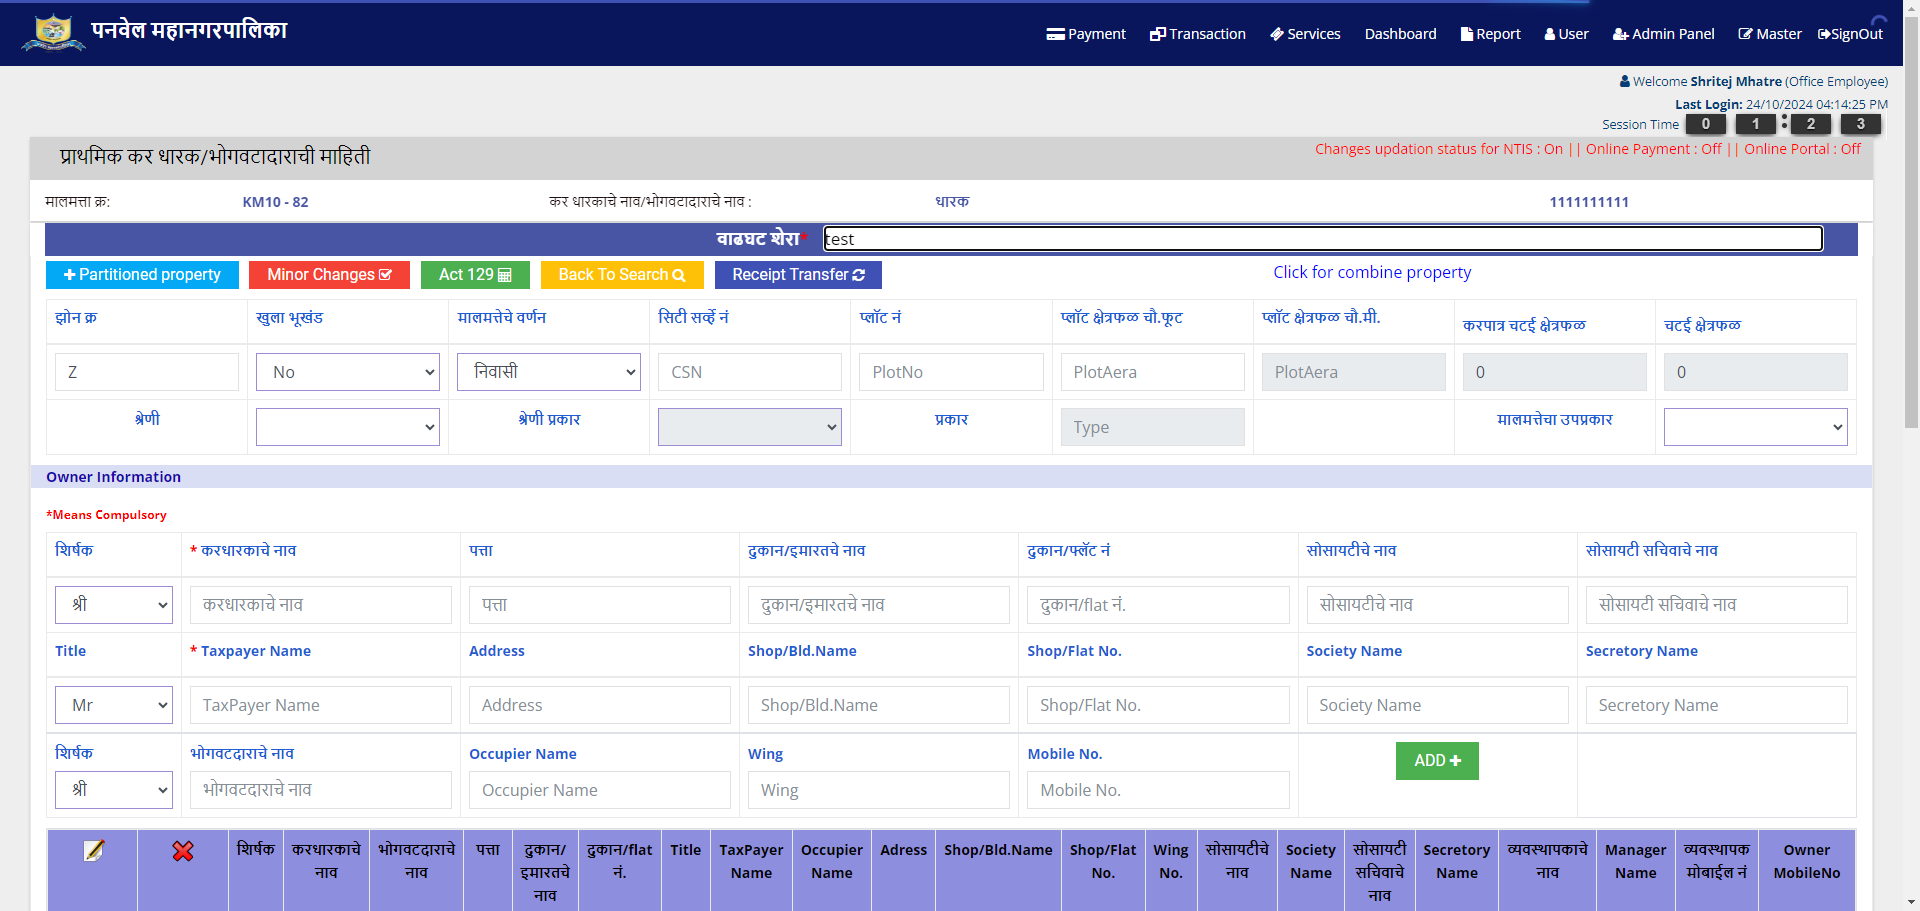 पनवेल महानगरपालिका
Payment Transaction Services Dashboard Report User Admin Panel Master SignOut
Welcome Shritej Mhatre (Office Employee)
Last Login: 24/10/2024 04:14:25 PM
Session Time 0 1 : 2 3
प्राथमिक कर धारक/भोगवटादाराची माहिती
Changes updation status for NTIS : On || Online Payment : Off || Online Portal : Off
मालमत्ता क्र: KM10 - 82 कर धारकाचे नाव/भोगवटादाराचे नाव : धारक 1111111111
वाढघट शेरा* test
Partitioned property Minor Changes Act 129 Back To Search Receipt Transfer Click for combine property
झोन क्र खुला भूखंड मालमत्तेचे वर्णन सिटी सर्व्हे नं प्लॉट नं प्लॉट क्षेत्रफळ चौ.फूट प्लॉट क्षेत्रफळ चौ.मी. करपात्र चटई क्षेत्रफळ चटई क्षेत्रफळ
Z No निवासी CSN PlotNo PlotAera PlotAera 0 0
श्रेणी श्रेणी प्रकार प्रकार Type मालमत्तेचा उपप्रकार
Owner Information
*Means Compulsory
शिर्षक * करधारकाचे नाव पत्ता दुकान/इमारतचे नाव दुकान/फ्लॅट नं सोसायटीचे नाव सोसायटी सचिवाचे नाव
श्री करधारकाचे नाव पत्ता दुकान/इमारतचे नाव दुकान/flat नं. सोसायटीचे नाव सोसायटी सचिवाचे नाव
Title * Taxpayer Name Address Shop/Bld.Name Shop/Flat No. Society Name Secretory Name
Mr TaxPayer Name Address Shop/Bld.Name Shop/Flat No. Society Name Secretory Name
शिर्षक भोगवटदाराचे नाव Occupier Name Wing Mobile No.
श्री भोगवटदाराचे नाव Occupier Name Wing Mobile No. ADD
शिर्षक करधारकाचे भोगवटदाराचे पत्ता दुकान/ दुकान/flat Title TaxPayer Occupier Adress Shop/Bld.Name Shop/Flat Wing सोसायटीचे Society सोसायटी Secretory व्यवस्थापकाचे Manager व्यवस्थापक Owner
नाव नाव इमारतचे नं. Name Name No. No. नाव Name सचिवाचे Name नाव Name मोबाईल नं MobileNo
नाव नाव